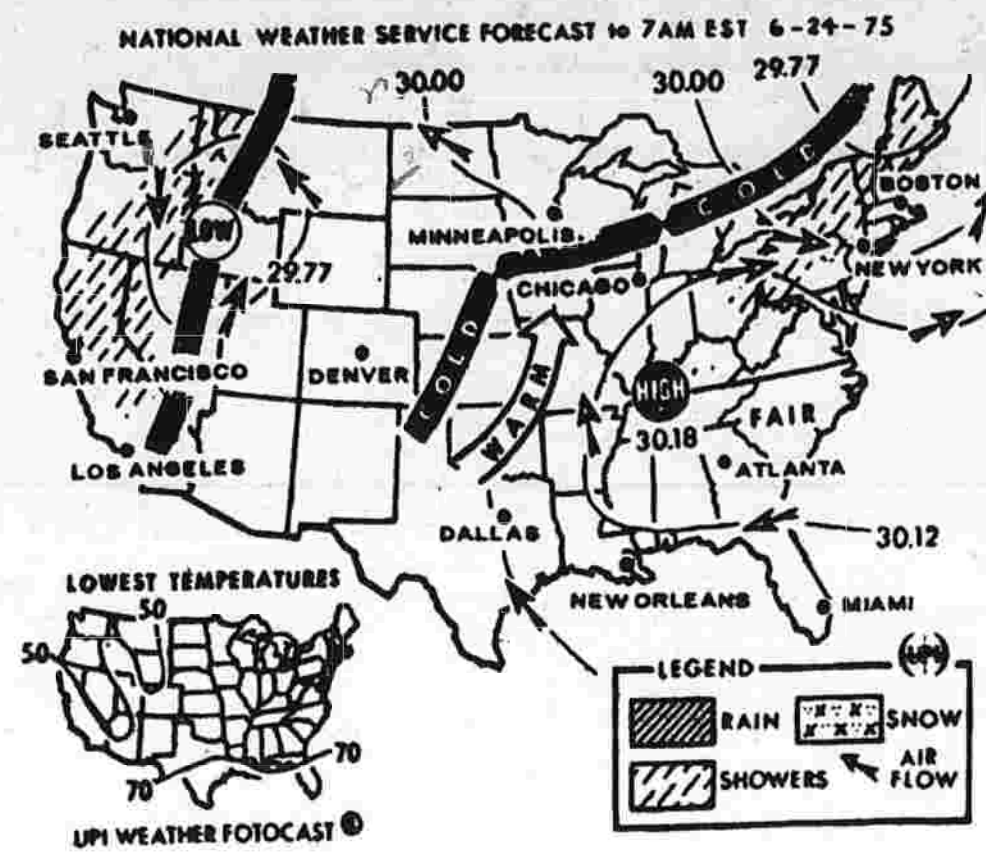 NATIONAL WEATHER SERVICE FORECAST to 7AM EST 6-24-75
30.00
30.00
29.77
SEATTLE
COLD
BOSTON
LOW
MINNEAPOLIS
29.77
CHICAGO
NEW YORK
SAN FRANCISCO
DENVER
COLD
WARM
HIGH
30.18
FAIR
LOS ANGELES
ATLANTA
DALLAS
30.12
NEW ORLEANS
MIAMI
LOWEST TEMPERATURES
50
50
70
70
UPI WEATHER FOTOCAST ©
LEGEND
UPI
RAIN
SNOW
SHOWERS
AIR
FLOW